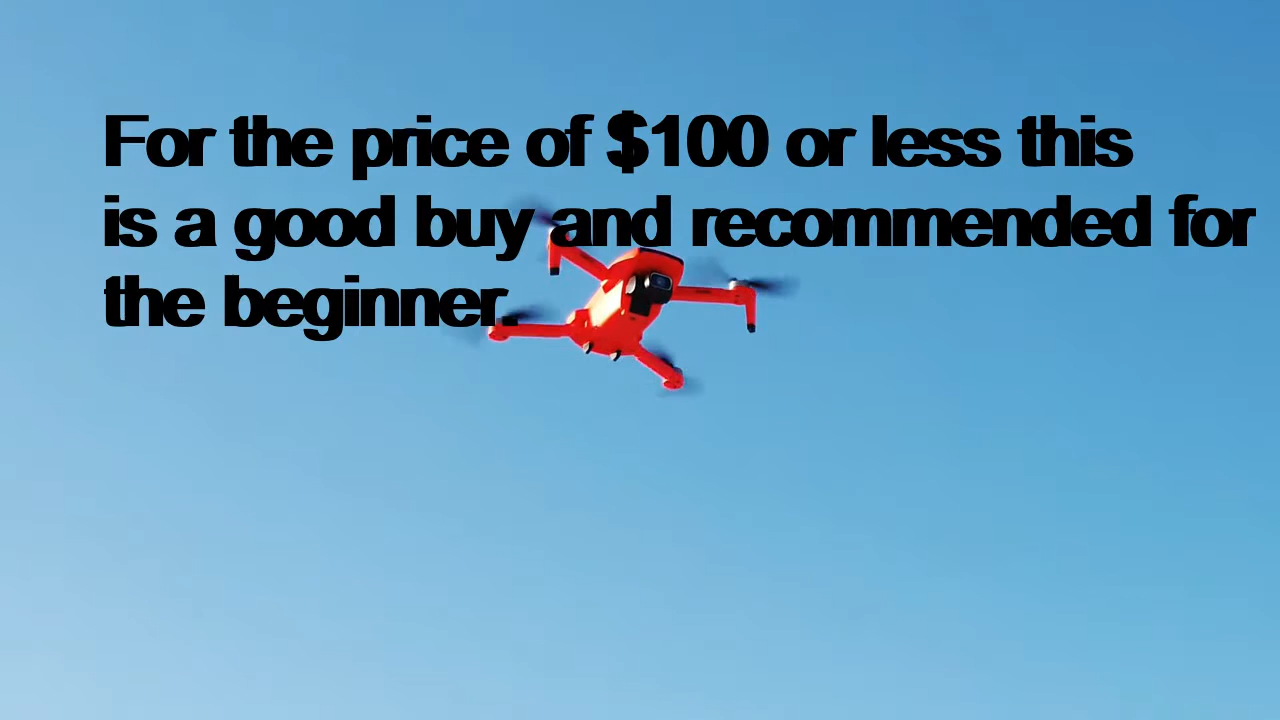 For the price of $100 or less this
is a good buy and recommended for
the beginner.